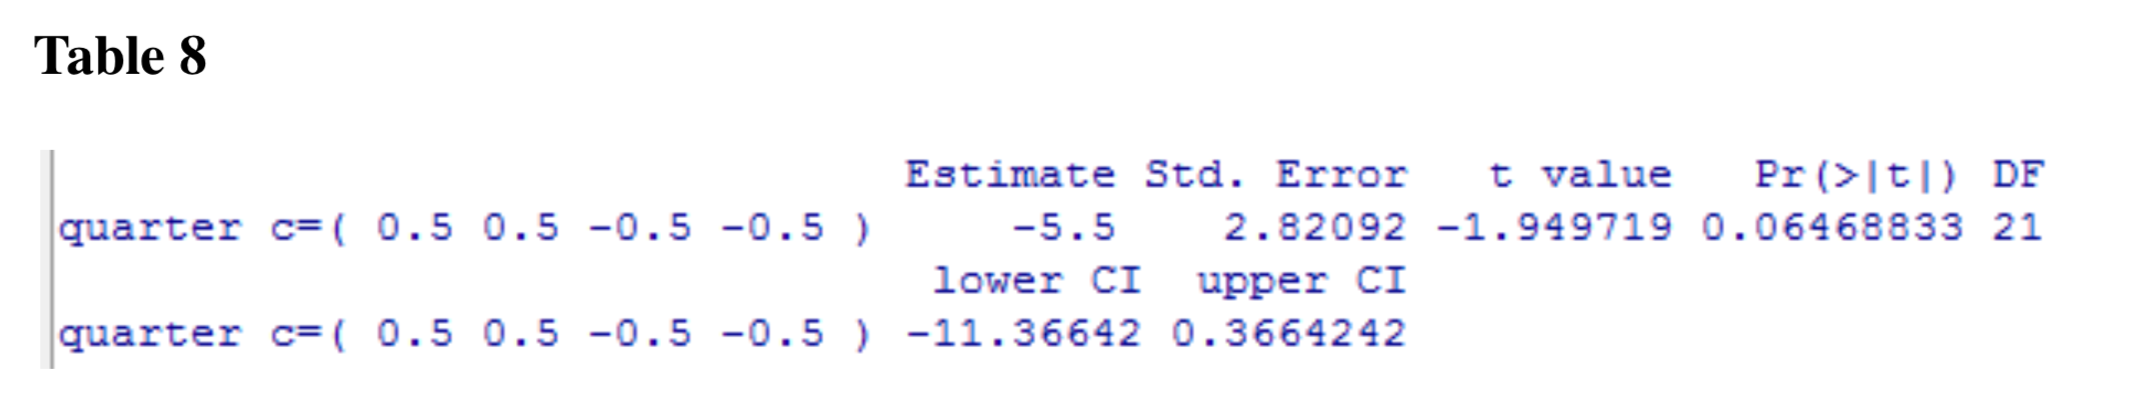 Table 8
Estimate Std. Error t value Pr(>|t|) DF
quarter c=( 0.5 0.5 -0.5 -0.5 ) -5.5 2.82092 -1.949719 0.06468833 21
lower CI upper CI
quarter c=( 0.5 0.5 -0.5 -0.5 ) -11.36642 0.3664242